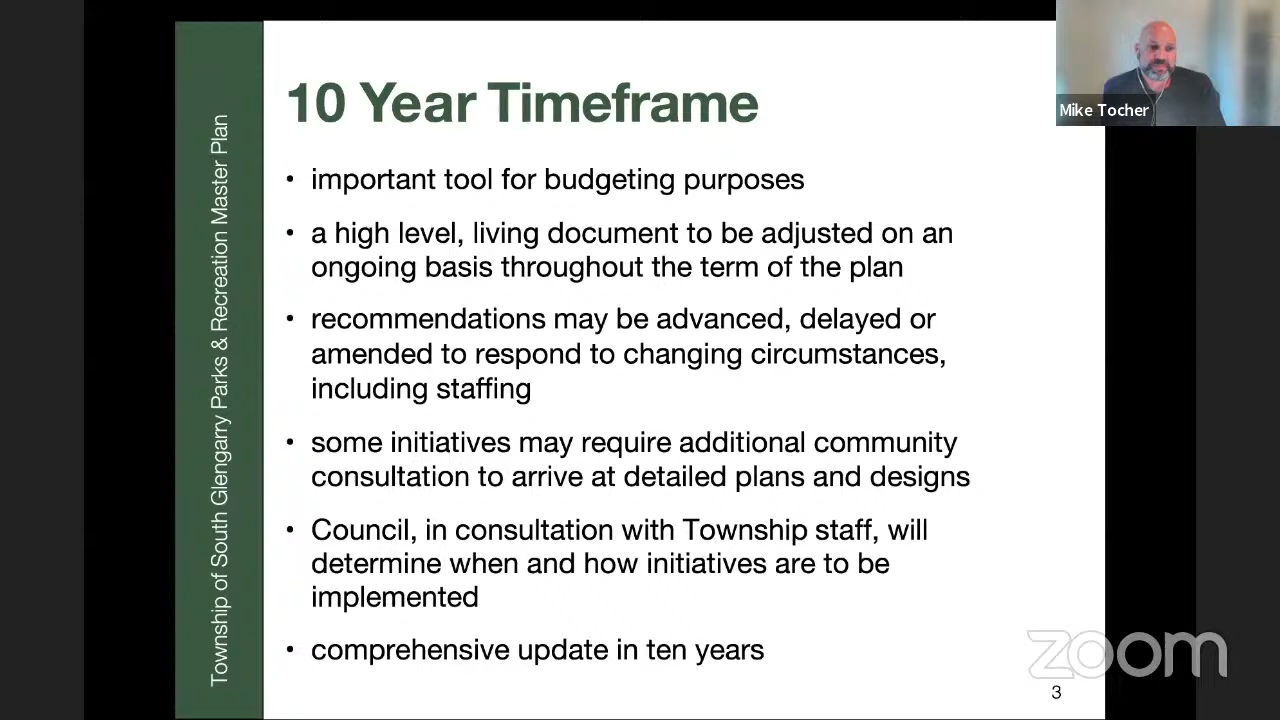 Township of South Glengarry Parks & Recreation Master Plan
10 Year Timeframe
• important tool for budgeting purposes
• a high level, living document to be adjusted on an
ongoing basis throughout the term of the plan
• recommendations may be advanced, delayed or
amended to respond to changing circumstances,
including staffing
• some initiatives may require additional community
consultation to arrive at detailed plans and designs
• Council, in consultation with Township staff, will
determine when and how initiatives are to be
implemented
• comprehensive update in ten years
3
Mike Tocher
zoom